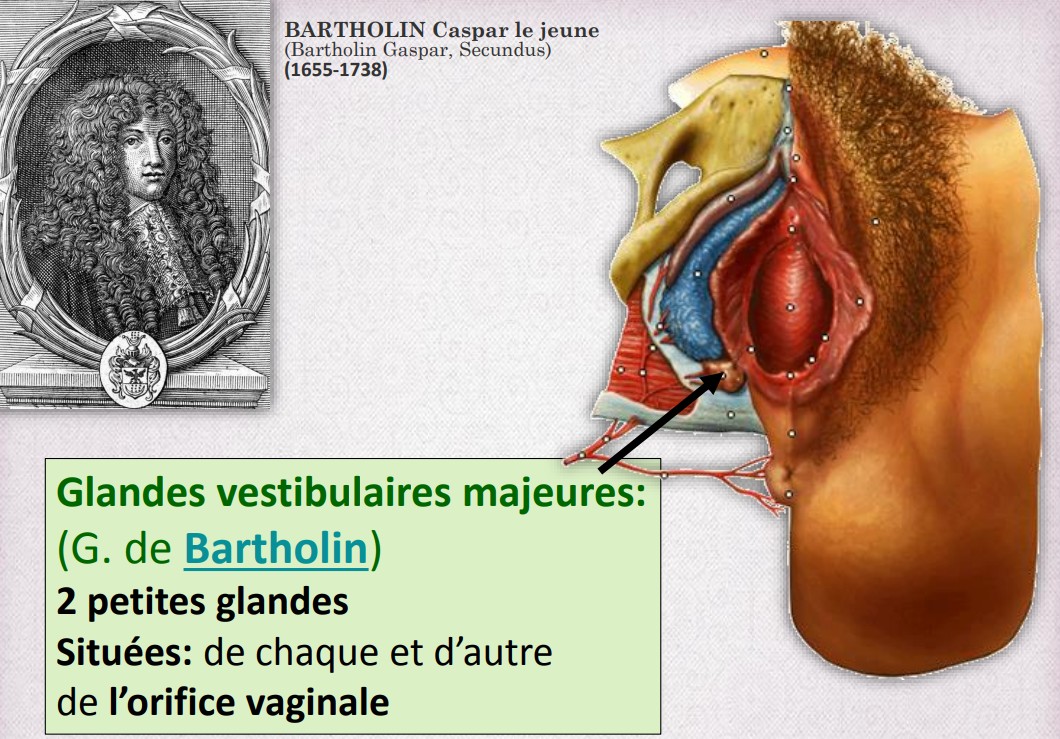 BARTHOLIN Caspar le jeune
(Bartholin Gaspar, Secundus)
(1655-1738)
Glandes vestibulaires majeures:
(G. de Bartholin)
2 petites glandes
Situées: de chaque et d’autre
de l’orifice vaginale